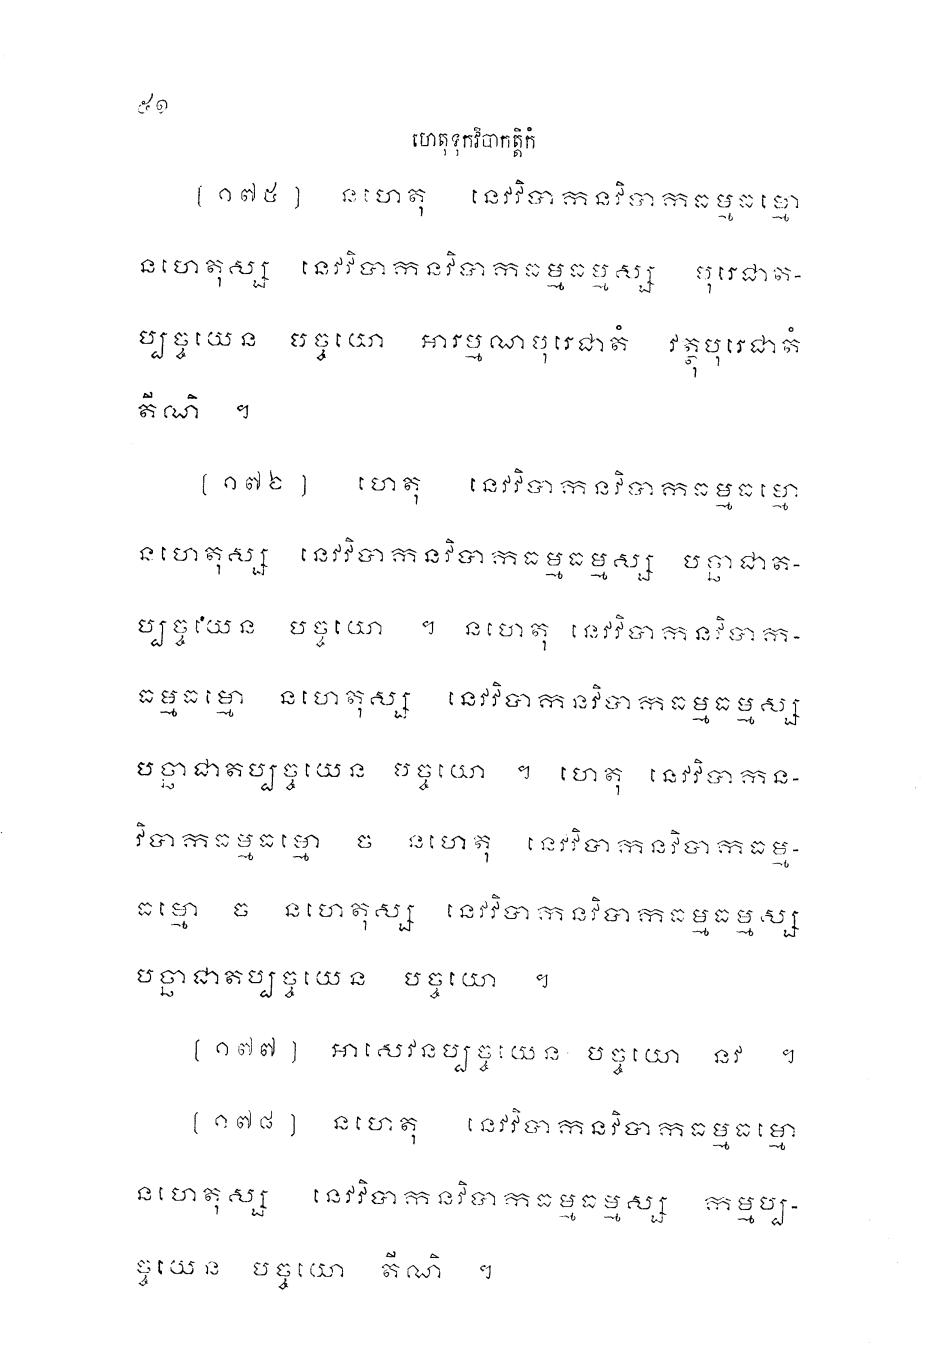 ៥១
ហេតុទុកវិបាកត្តិកំ
[ ១៧៥ ] នហេតុ នេវវិបាកនវិបាកធម្មធម្មោ
នហេតុស្ស នេវវិបាកនវិបាកធម្មធម្មស្ស បុរេជាត-
ប្បច្ចយេន បច្ចយោ អារម្មណបុរេជាតំ វត្ថុបុរេជាតំ
តីណិ ។
[ ១៧៦ ] ហេតុ នេវវិបាកនវិបាកធម្មធម្មោ
នហេតុស្ស នេវវិបាកនវិបាកធម្មធម្មស្ស បច្ឆាជាត-
ប្បច្ចយេន បច្ចយោ ។ នហេតុ នេវវិបាកនវិបាក-
ធម្មធម្មោ នហេតុស្ស នេវវិបាកនវិបាកធម្មធម្មស្ស
បច្ឆាជាតប្បច្ចយេន បច្ចយោ ។ ហេតុ នេវវិបាកន-
វិបាកធម្មធម្មោ ច នហេតុ នេវវិបាកនវិបាកធម្ម-
ធម្មោ ច នហេតុស្ស នេវវិបាកនវិបាកធម្មធម្មស្ស
បច្ឆាជាតប្បច្ចយេន បច្ចយោ ។
[ ១៧៧ ] អាសេវនប្បច្ចយេន បច្ចយោ នវ ។
[ ១៧៨ ] នហេតុ នេវវិបាកនវិបាកធម្មធម្មោ
នហេតុស្ស នេវវិបាកនវិបាកធម្មធម្មស្ស កម្មប្ប-
ច្ចយេន បច្ចយោ តីណិ ។